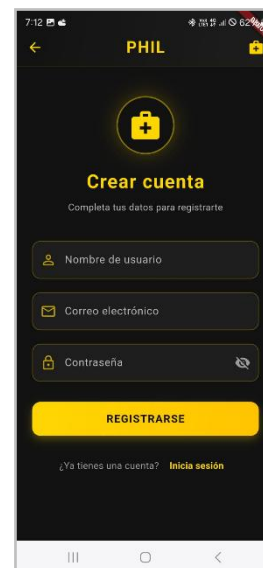 7:12 62%
PHIL
Crear cuenta
Completa tus datos para registrarte
Nombre de usuario
Correo electrónico
Contraseña
REGISTRARSE
¿Ya tienes una cuenta? Inicia sesión